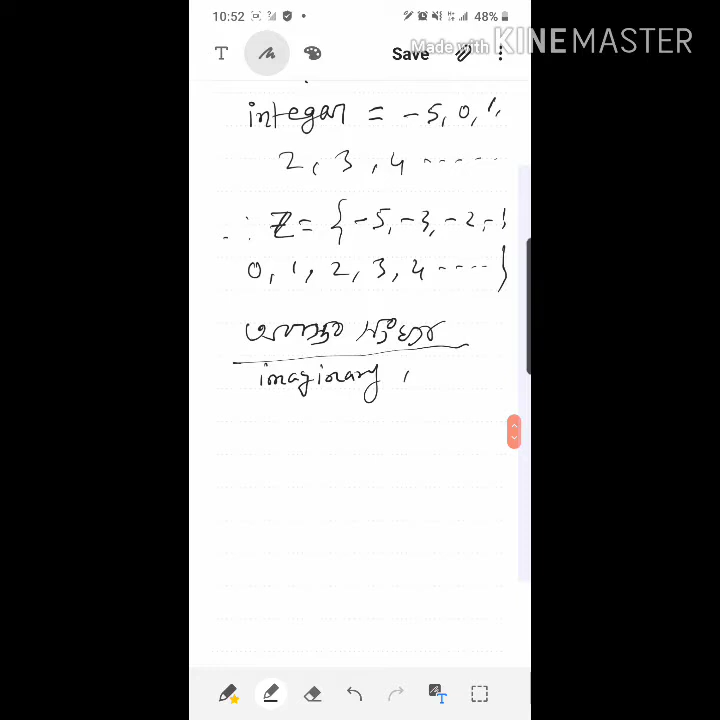 10:52
48%
T
Save
Made with KINEMASTER
integar = -5, 0, 1,
2, 3, 4 ......
∴ Z = { -5, -3, -2, -1
0, 1, 2, 3, 4 .... }
অবাস্তব সংখ্যা
imaginary